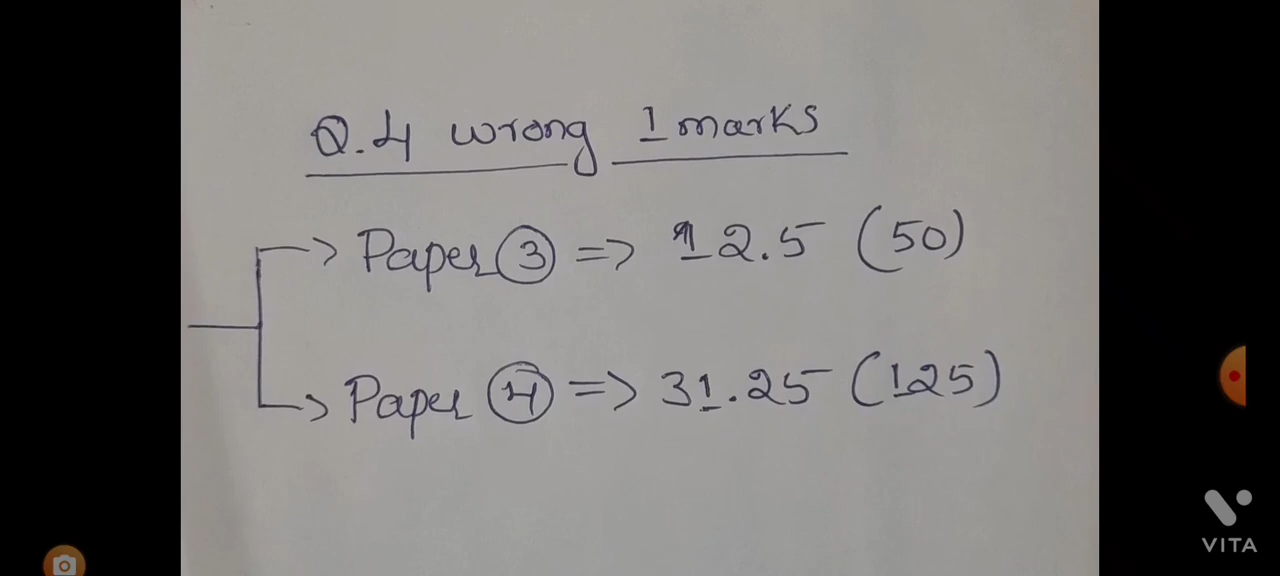 Q.4 wrong 1 marks
Paper 3 => 12.5 (50)
Paper 4 => 31.25 (125)
VITA